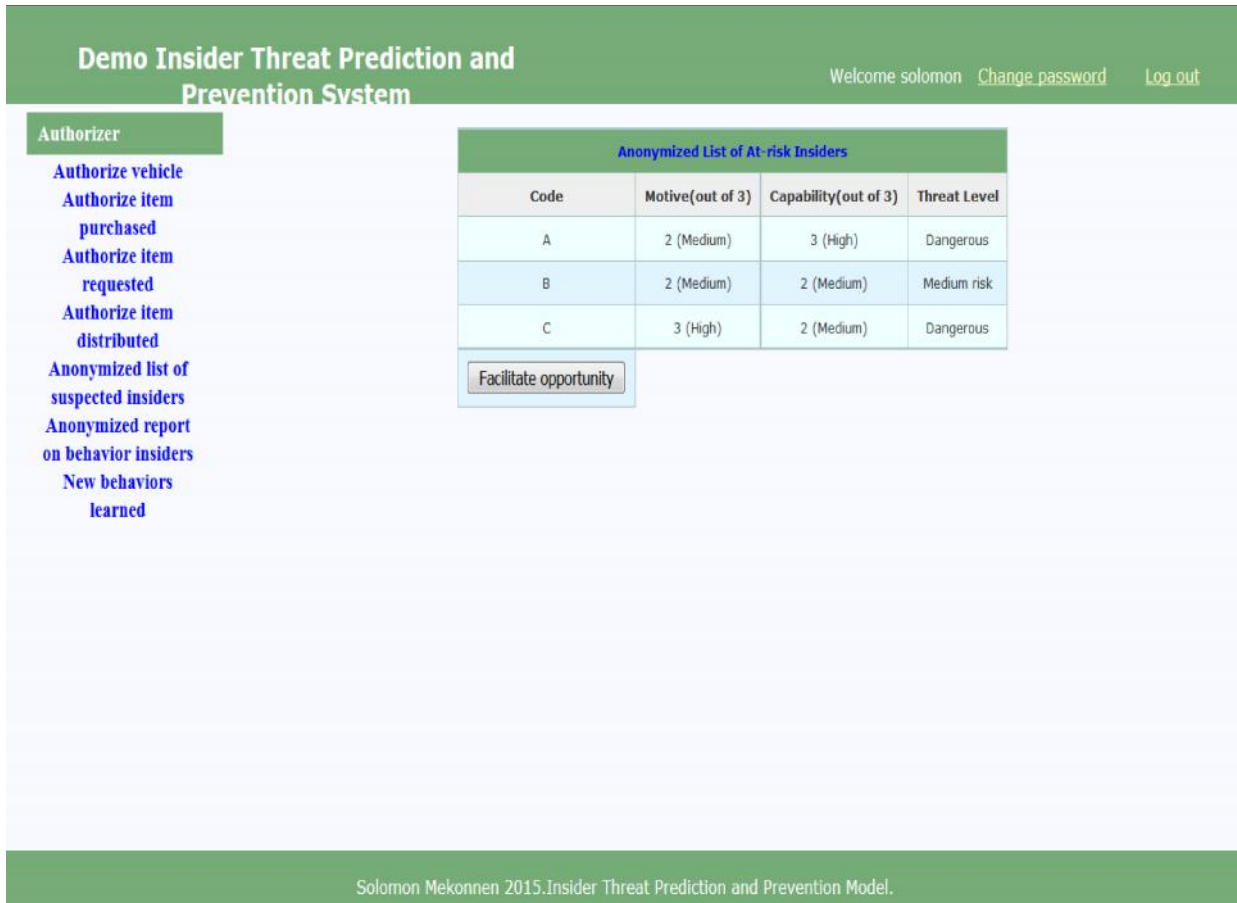 Demo Insider Threat Prediction and
Prevention System
Welcome solomon Change password Log out
Authorizer
Authorize vehicle
Authorize item
purchased
Authorize item
requested
Authorize item
distributed
Anonymized list of
suspected insiders
Anonymized report
on behavior insiders
New behaviors
learned
Anonymized List of At-risk Insiders
Code Motive(out of 3) Capability(out of 3) Threat Level
A 2 (Medium) 3 (High) Dangerous
B 2 (Medium) 2 (Medium) Medium risk
C 3 (High) 2 (Medium) Dangerous
Facilitate opportunity
Solomon Mekonnen 2015.Insider Threat Prediction and Prevention Model.